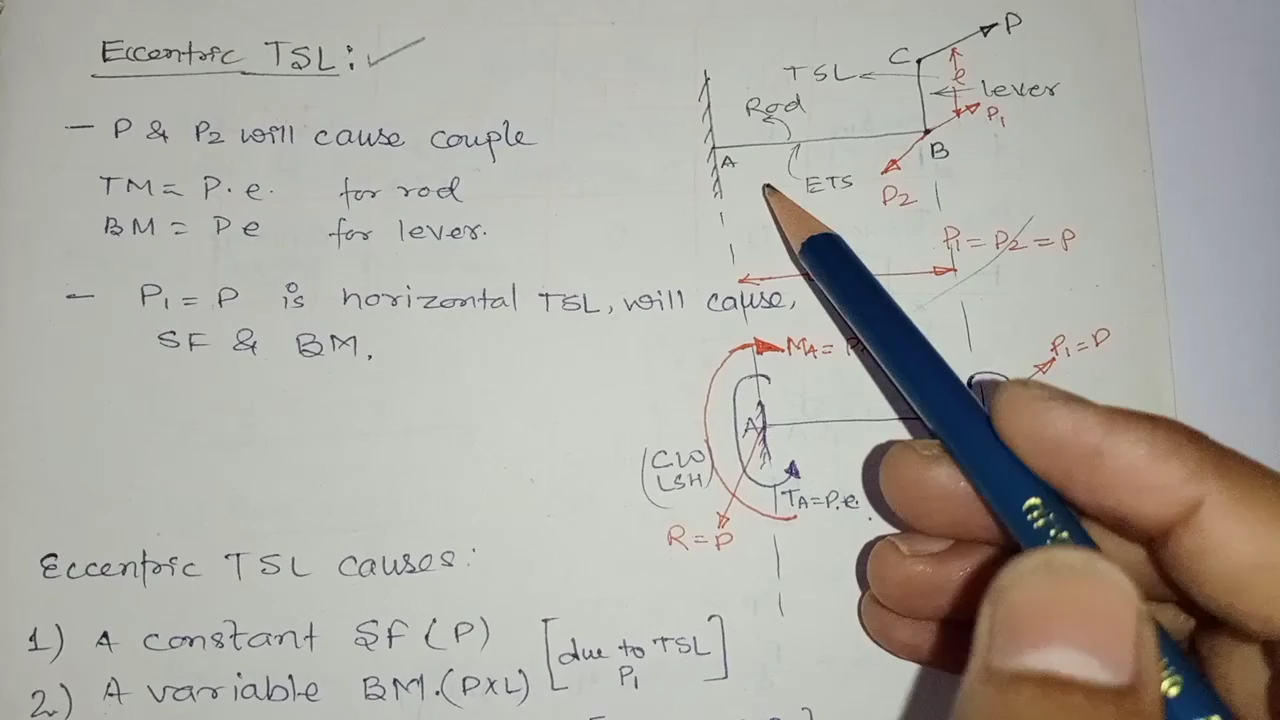 Eccentric TSL:
- P & P2 will cause couple
TM = P.e. for rod
BM = Pe for lever.
- P1 = P is horizontal TSL, will cause,
SF & BM.
Eccentric TSL causes:
1) A constant SF (P) [due to TSL P1]
2) A variable BM.(PXL)
P
C
TSL
e
lever
Rod
P1
A
B
ETS
P2
P1 = P2 = P
MA =
P1 = P
A
(CW
LSH)
TA = P.e.
R = P